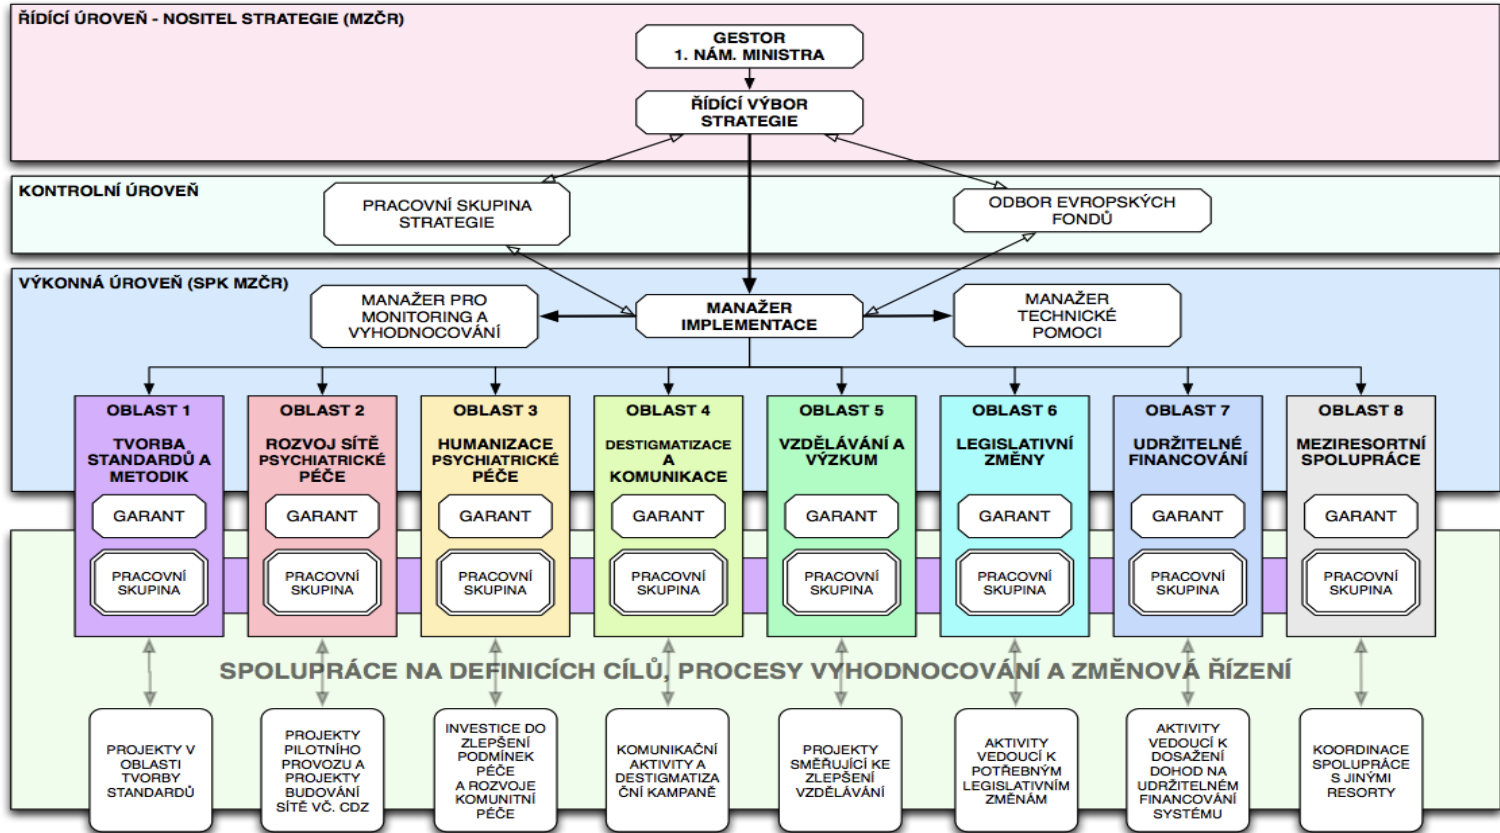 ŘÍDÍCÍ ÚROVEŇ - NOSITEL STRATEGIE (MZČR)
GESTOR
1. NÁM. MINISTRA
ŘÍDÍCÍ VÝBOR
STRATEGIE
KONTROLNÍ ÚROVEŇ
PRACOVNÍ SKUPINA
STRATEGIE
ODBOR EVROPSKÝCH
FONDŮ
VÝKONNÁ ÚROVEŇ (SPK MZČR)
MANAŽER PRO
MONITORING A
VYHODNOCOVÁNÍ
MANAŽER
IMPLEMENTACE
MANAŽER
TECHNICKÉ
POMOCI
OBLAST 1
TVORBA
STANDARDŮ A
METODIK
GARANT
PRACOVNÍ
SKUPINA
OBLAST 2
ROZVOJ SÍTĚ
PSYCHIATRICKÉ
PÉČE
GARANT
PRACOVNÍ
SKUPINA
OBLAST 3
HUMANIZACE
PSYCHIATRICKÉ
PÉČE
GARANT
PRACOVNÍ
SKUPINA
OBLAST 4
DESTIGMATIZACE
A
KOMUNIKACE
GARANT
PRACOVNÍ
SKUPINA
OBLAST 5
VZDĚLÁVÁNÍ A
VÝZKUM
GARANT
PRACOVNÍ
SKUPINA
OBLAST 6
LEGISLATIVNÍ
ZMĚNY
GARANT
PRACOVNÍ
SKUPINA
OBLAST 7
UDRŽITELNÉ
FINANCOVÁNÍ
GARANT
PRACOVNÍ
SKUPINA
OBLAST 8
MEZIRESORTNÍ
SPOLUPRÁCE
GARANT
PRACOVNÍ
SKUPINA
SPOLUPRÁCE NA DEFINICÍCH CÍLŮ, PROCESY VYHODNOCOVÁNÍ A ZMĚNOVÁ ŘÍZENÍ
PROJEKTY V
OBLASTI
TVORBY
STANDARDŮ
PROJEKTY
PILOTNÍHO
PROVOZU A
PROJEKTY
BUDOVÁNÍ
SÍTĚ VČ. CDZ
INVESTICE DO
ZLEPŠENÍ
PODMÍNEK
PÉČE
A ROZVOJE
KOMUNITNÍ
PÉČE
KOMUNIKAČNÍ
AKTIVITY A
DESTIGMATIZA
ČNÍ KAMPANĚ
PROJEKTY
SMĚŘUJÍCÍ KE
ZLEPŠENÍ
VZDĚLÁVÁNÍ
AKTIVITY
VEDOUCÍ K
POTŘEBNÝM
LEGISLATIVNÍM
ZMĚNÁM
AKTIVITY
VEDOUCÍ K
DOSAŽENÍ
DOHOD NA
UDRŽITELNÉM
FINANCOVÁNÍ
SYSTÉMU
KOORDINACE
SPOLUPRÁCE
S JINÝMI
RESORTY